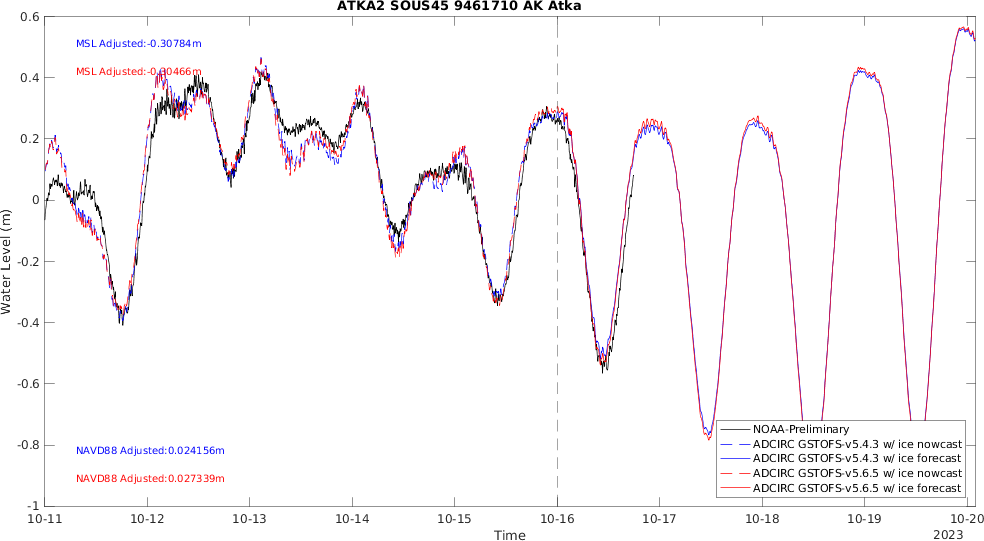 ATKA2 SOUS45 9461710 AK Atka
0.6
MSL Adjusted:-0.30784m
MSL Adjusted:-0.30466m
0.4
0.2
0
-0.2
-0.4
-0.6
-0.8
-1
Water Level (m)
NAVD88 Adjusted:0.024156m
NAVD88 Adjusted:0.027339m
NOAA-Preliminary
ADCIRC GSTOFS-v5.4.3 w/ ice nowcast
ADCIRC GSTOFS-v5.4.3 w/ ice forecast
ADCIRC GSTOFS-v5.6.5 w/ ice nowcast
ADCIRC GSTOFS-v5.6.5 w/ ice forecast
10-11 10-12 10-13 10-14 10-15 10-16 10-17 10-18 10-19 10-20
Time
2023